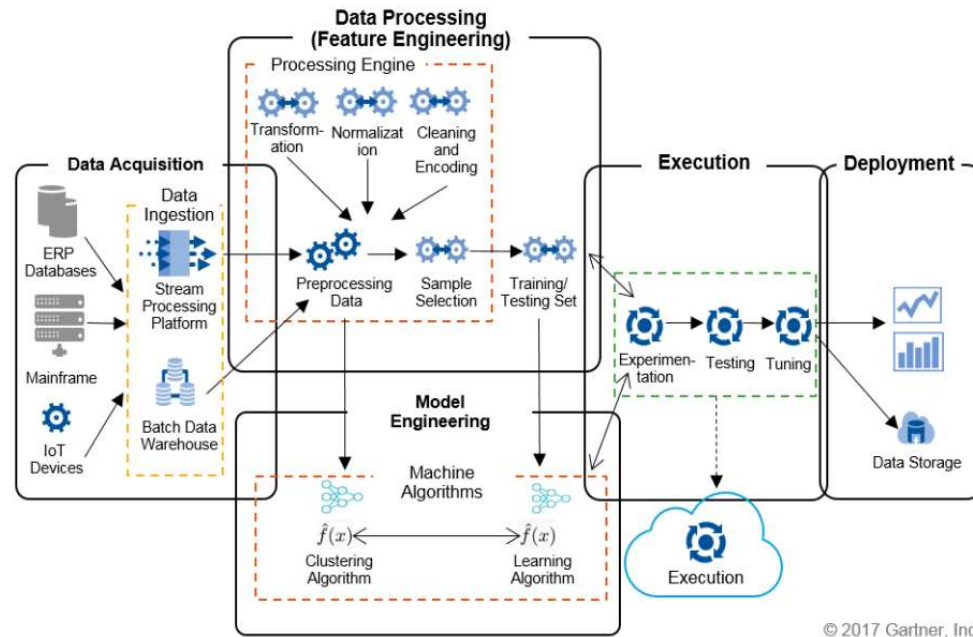 Data Processing
(Feature Engineering)
Processing Engine
Transform-
ation
Normalizat
ion
Cleaning
and
Encoding
Data Acquisition
Execution
Deployment
Data
Ingestion
ERP
Databases
Stream
Processing
Platform
Preprocessing
Data
Sample
Selection
Training/
Testing Set
Mainframe
Experimen-
tation
Testing
Tuning
IoT
Devices
Batch Data
Warehouse
Model
Engineering
Data Storage
Machine
Algorithms
f̂(x)
f̂(x)
Clustering
Algorithm
Learning
Algorithm
Execution
© 2017 Gartner, Inc